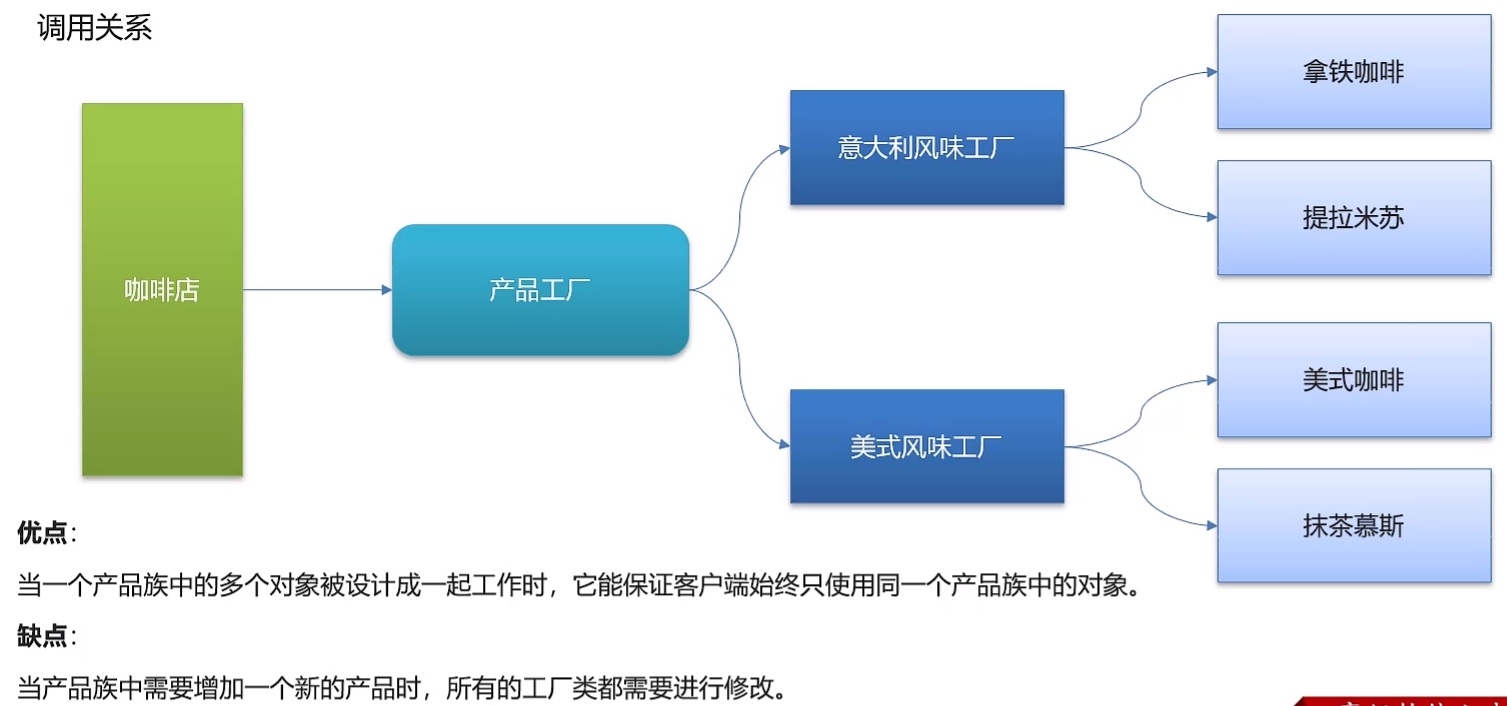 调用关系
拿铁咖啡
意大利风味工厂
提拉米苏
咖啡店
产品工厂
美式咖啡
美式风味工厂
抹茶慕斯
优点：
当一个产品族中的多个对象被设计成一起工作时，它能保证客户端始终只使用同一个产品族中的对象。
缺点：
当产品族中需要增加一个新的产品时，所有的工厂类都需要进行修改。